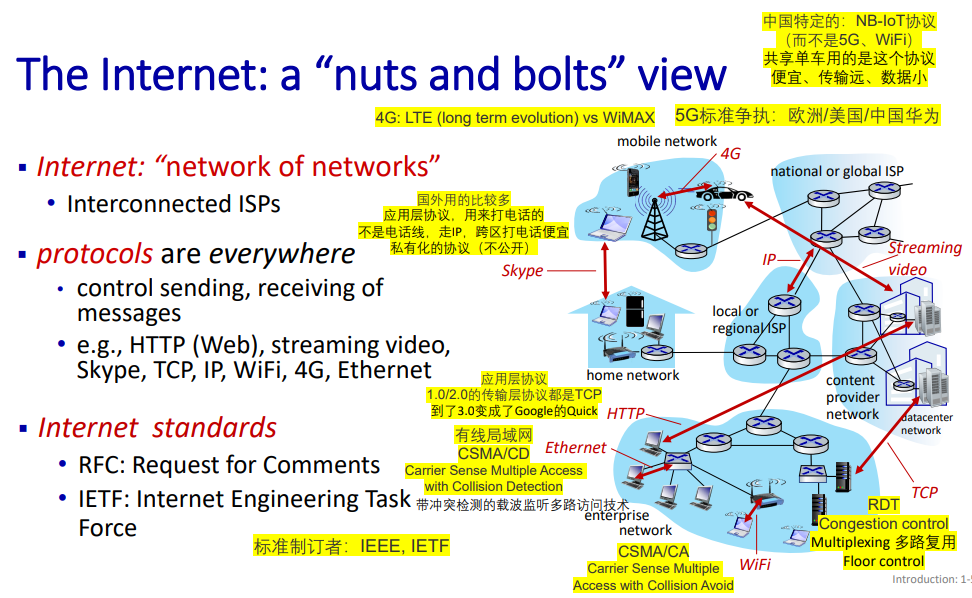 中国特定的：NB-IoT协议
（而不是5G、WiFi）
共享单车用的是这个协议
便宜、传输远、数据小
The Internet: a “nuts and bolts” view
4G: LTE (long term evolution) vs WiMAX
5G标准争执：欧洲/美国/中国华为
▪ Internet: “network of networks”
• Interconnected ISPs
▪ protocols are everywhere
• control sending, receiving of
messages
• e.g., HTTP (Web), streaming video,
Skype, TCP, IP, WiFi, 4G, Ethernet
▪ Internet standards
• RFC: Request for Comments
• IETF: Internet Engineering Task
Force
标准制订者：IEEE, IETF
国外用的比较多
应用层协议，用来打电话的
不是电话线，走IP，跨区打电话便宜
私有化的协议（不公开）
应用层协议
1.0/2.0的传输层协议都是TCP
到了3.0变成了Google的Quick
有线局域网
CSMA/CD
Carrier Sense Multiple Access
with Collision Detection
带冲突检测的载波监听多路访问技术
mobile network
4G
national or global ISP
Streaming
video
IP
Skype
local or
regional ISP
home network
content
provider
network
datacenter
network
HTTP
Ethernet
enterprise
network
TCP
WiFi
CSMA/CA
Carrier Sense Multiple
Access with Collision Avoid
RDT
Congestion control
Multiplexing 多路复用
Floor control
Introduction: 1-5